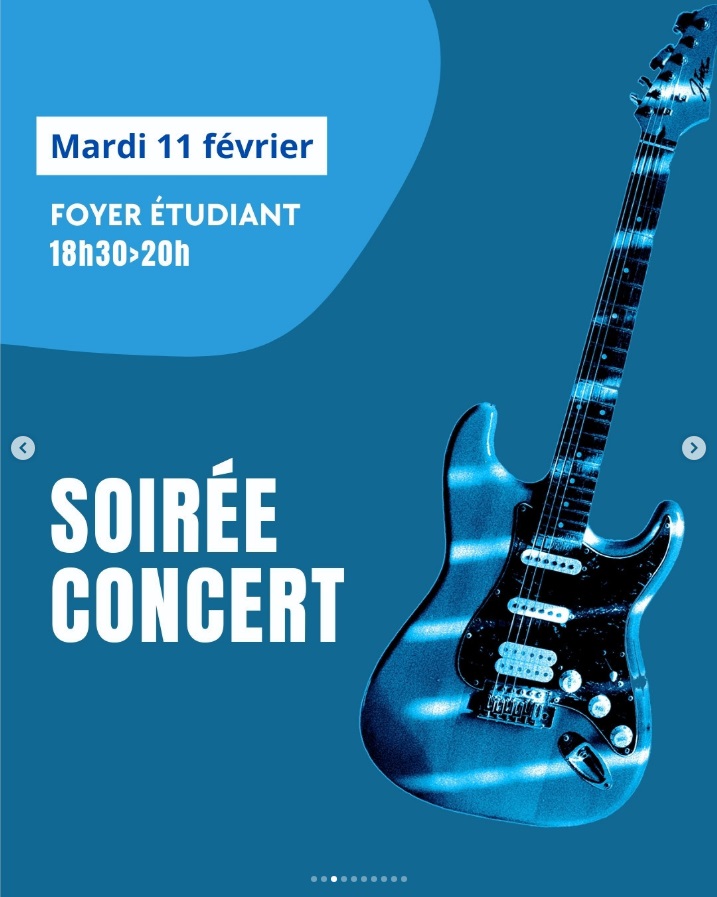 Mardi 11 février
FOYER ÉTUDIANT
18h30>20h
SOIRÉE
CONCERT